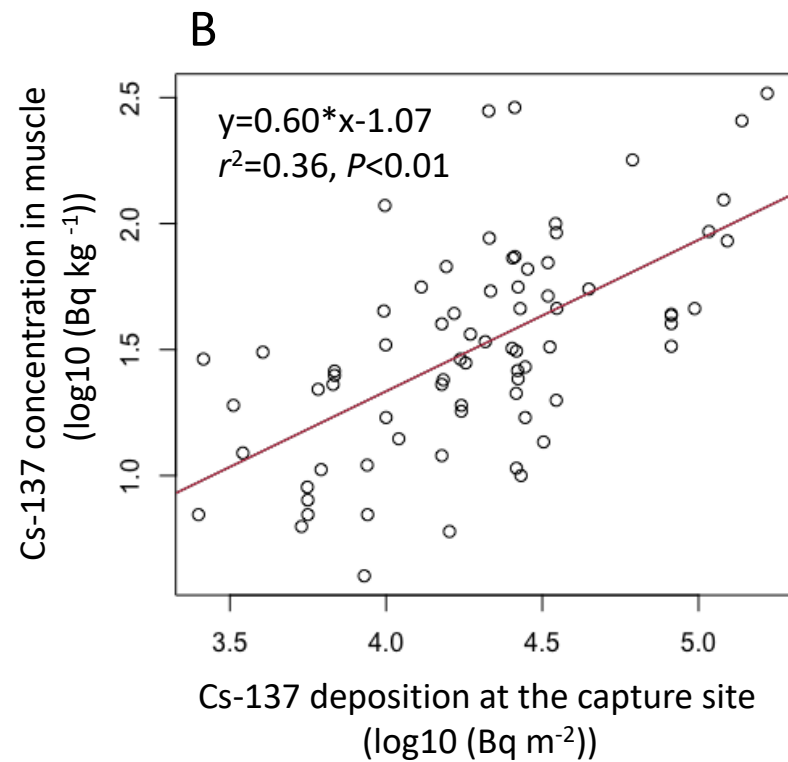 B
y=0.60*x-1.07
r²=0.36, P<0.01
Cs-137 concentration in muscle
(log10 (Bq kg ⁻¹))
2.5
2.0
1.5
1.0
3.5 4.0 4.5 5.0
Cs-137 deposition at the capture site
(log10 (Bq m⁻²))